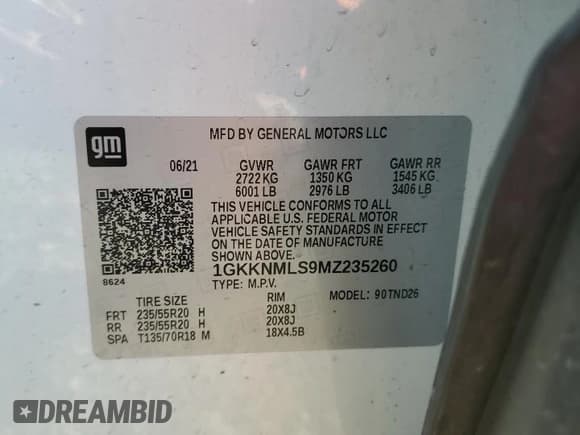 gm
MFD BY GENERAL MOTORS LLC
06/21 GVWR GAWR FRT GAWR RR
2722 KG 1350 KG 1545 KG
6001 LB 2976 LB 3406 LB
THIS VEHICLE CONFORMS TO ALL
APPLICABLE U.S. FEDERAL MOTOR
VEHICLE SAFETY STANDARDS IN EFFECT
ON THE DATE OF MANUFACTURE
SHOWN ABOVE.
1GKKNMLS9MZ235260
8624 TYPE: M.P.V.
TIRE SIZE RIM MODEL: 90TND26
FRT 235/55R20 H 20X8J
RR 235/55R20 H 20X8J
SPA T135/70R18 M 18X4.5B
DREAMBID